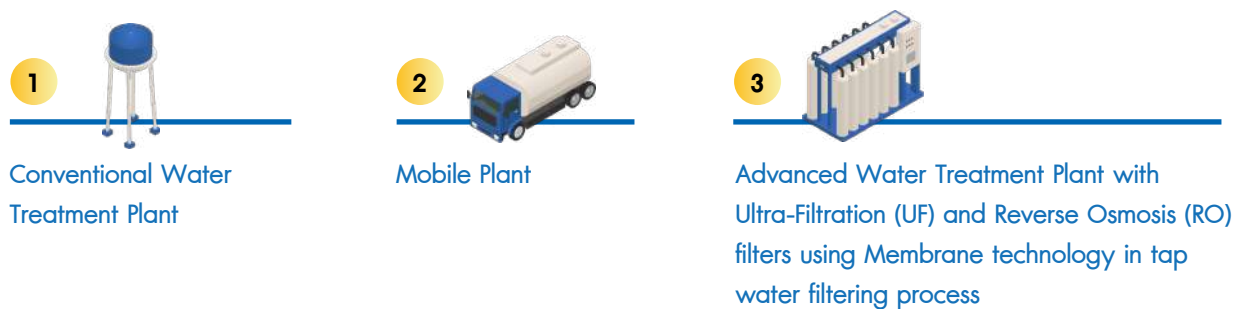 1
Conventional Water
Treatment Plant
2
Mobile Plant
3
Advanced Water Treatment Plant with
Ultra-Filtration (UF) and Reverse Osmosis (RO)
filters using Membrane technology in tap
water filtering process